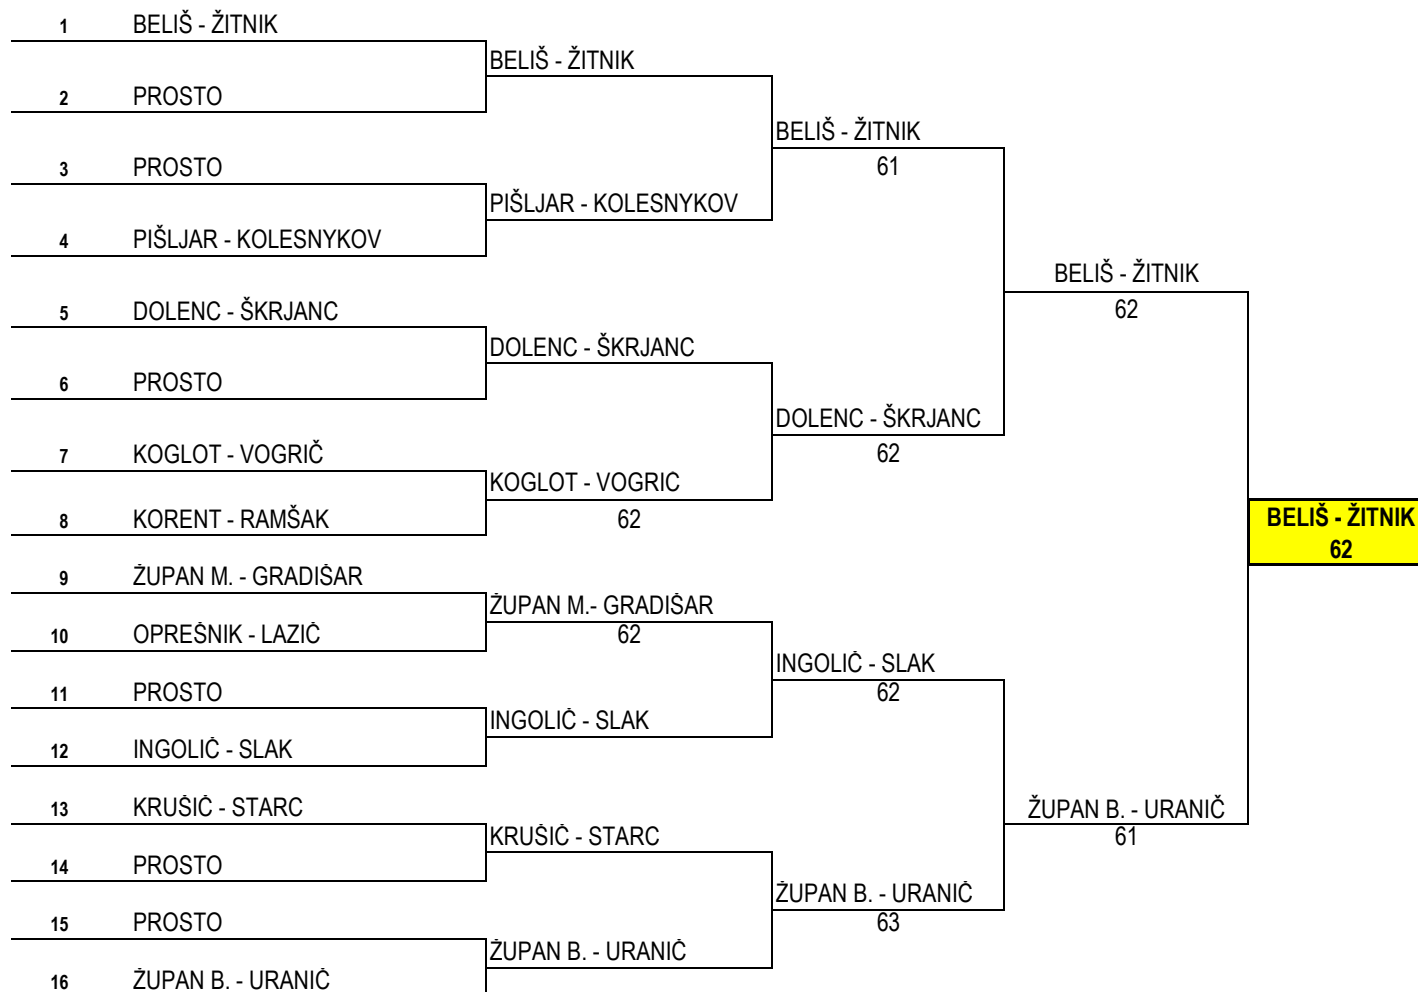 1 BELIŠ - ŽITNIK
BELIŠ - ŽITNIK
2 PROSTO
BELIŠ - ŽITNIK
61
3 PROSTO
PIŠLJAR - KOLESNYKOV
4 PIŠLJAR - KOLESNYKOV
BELIŠ - ŽITNIK
62
5 DOLENC - ŠKRJANC
DOLENC - ŠKRJANC
6 PROSTO
DOLENC - ŠKRJANC
62
7 KOGLOT - VOGRIČ
KOGLOT - VOGRIČ
62
8 KORENT - RAMŠAK
BELIŠ - ŽITNIK
62
9 ŽUPAN M. - GRADIŠAR
ŽUPAN M.- GRADIŠAR
62
10 OPREŠNIK - LAZIČ
INGOLIČ - SLAK
62
11 PROSTO
INGOLIČ - SLAK
12 INGOLIČ - SLAK
13 KRUŠIČ - STARC
ŽUPAN B. - URANIČ
61
KRUŠIČ - STARC
14 PROSTO
ŽUPAN B. - URANIČ
63
15 PROSTO
ŽUPAN B. - URANIČ
16 ŽUPAN B. - URANIČ